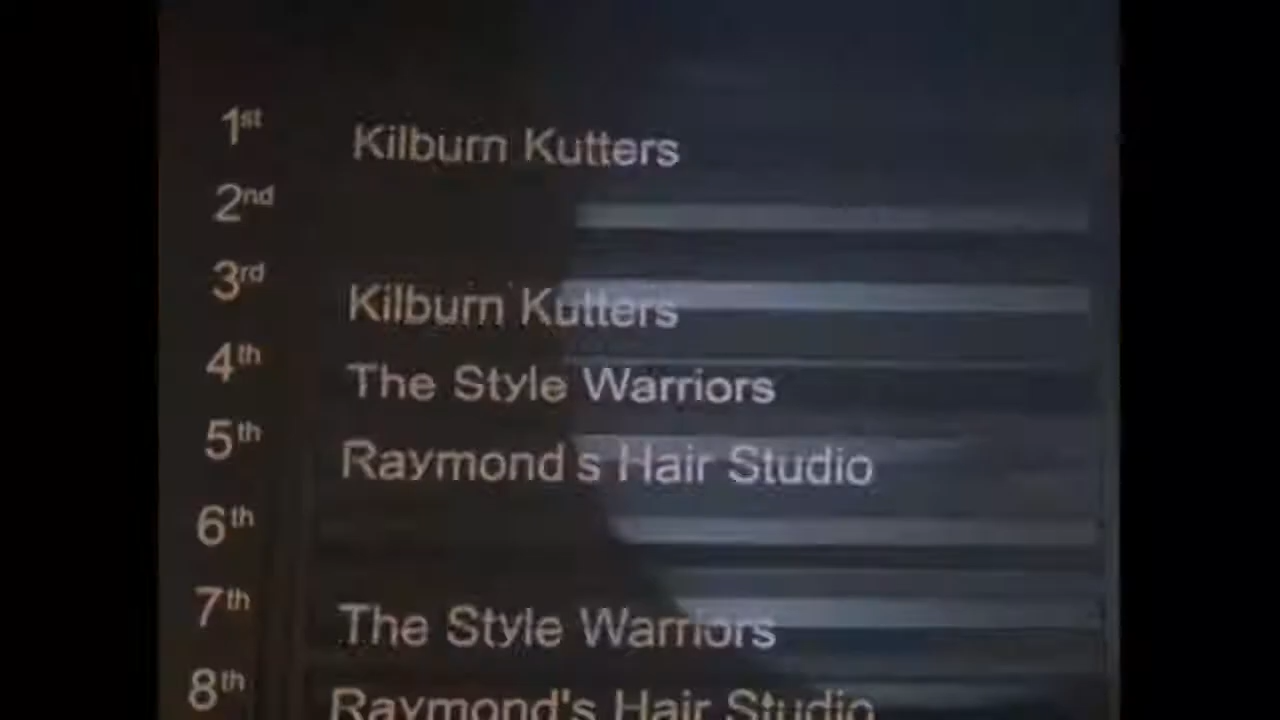 1st Kilburn Kutters
2nd
3rd Kilburn Kutters
4th The Style Warriors
5th Raymond s Hair Studio
6th
7th The Style Warriors
8th Raymond's Hair Studio